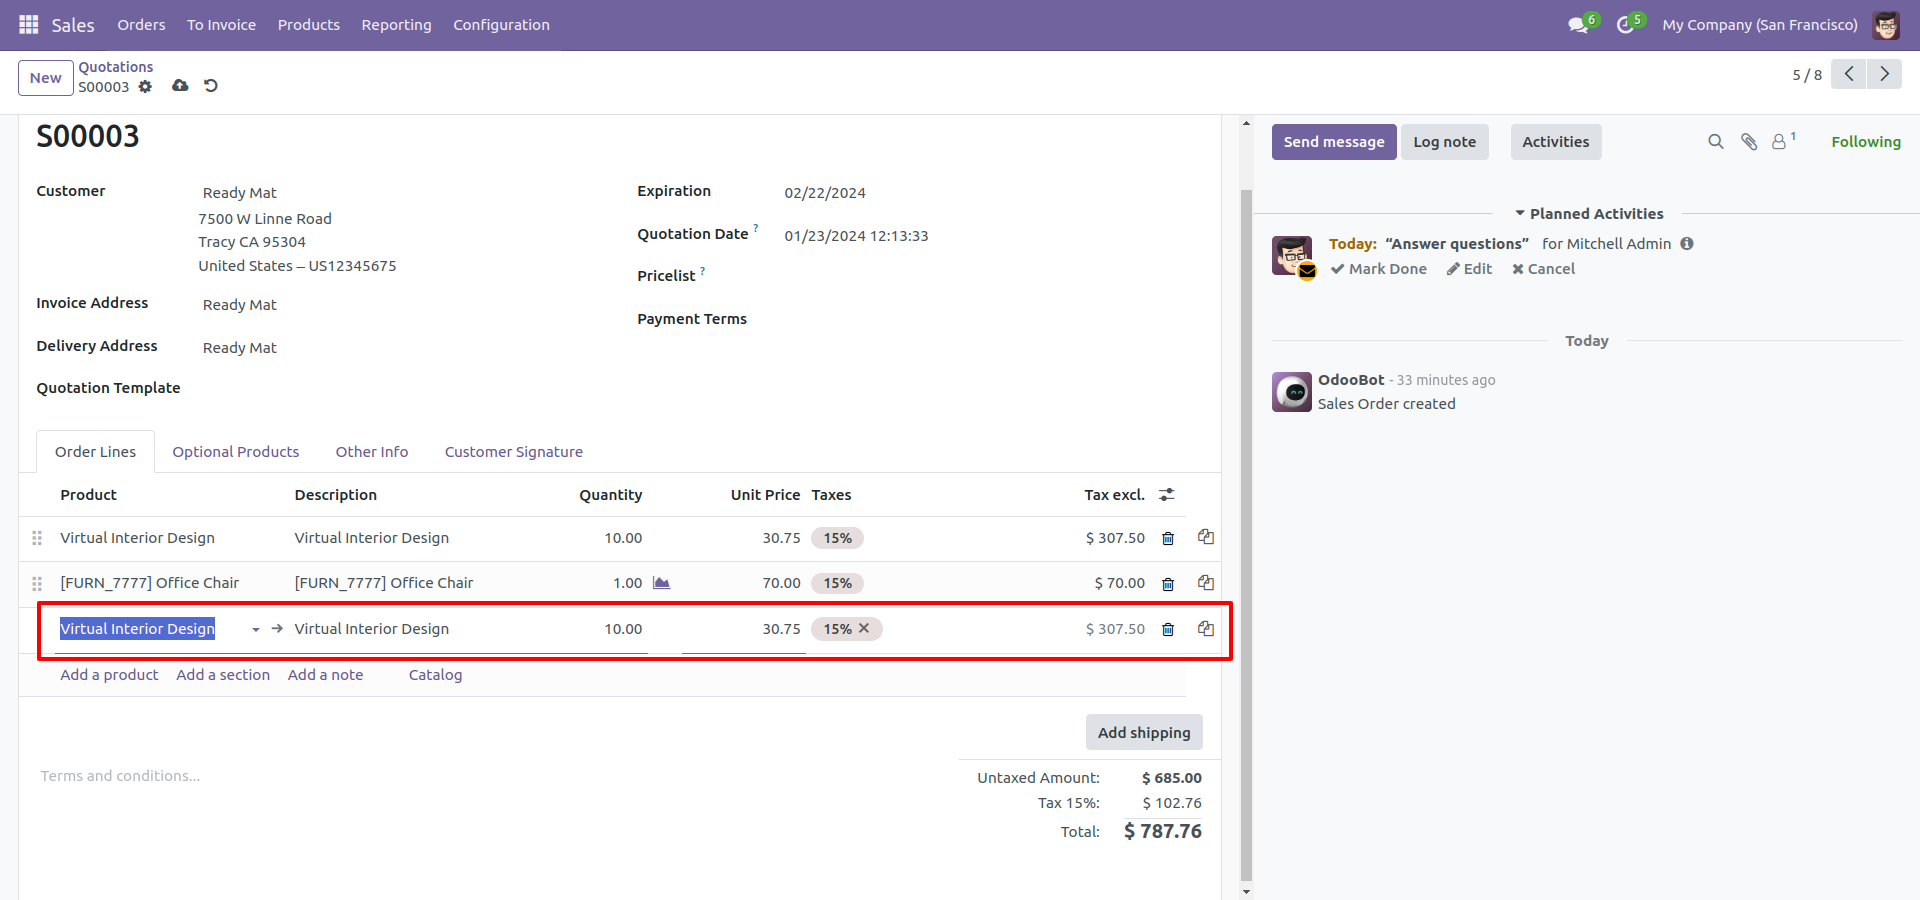 Sales Orders To Invoice Products Reporting Configuration 6 5 My Company (San Francisco)
New Quotations
S00003
5 / 8
S00003
Customer Ready Mat
7500 W Linne Road
Tracy CA 95304
United States – US12345675
Invoice Address Ready Mat
Delivery Address Ready Mat
Quotation Template
Expiration 02/22/2024
Quotation Date ? 01/23/2024 12:13:33
Pricelist ?
Payment Terms
Order Lines Optional Products Other Info Customer Signature
Product Description Quantity Unit Price Taxes Tax excl.
Virtual Interior Design Virtual Interior Design 10.00 30.75 15% $ 307.50
[FURN_7777] Office Chair [FURN_7777] Office Chair 1.00 70.00 15% $ 70.00
Virtual Interior Design Virtual Interior Design 10.00 30.75 15% $ 307.50
Add a product Add a section Add a note Catalog
Add shipping
Terms and conditions...
Untaxed Amount: $ 685.00
Tax 15%: $ 102.76
Total: $ 787.76
Send message Log note Activities 1 Following
Planned Activities
Today: “Answer questions” for Mitchell Admin
Mark Done Edit Cancel
Today
OdooBot - 33 minutes ago
Sales Order created